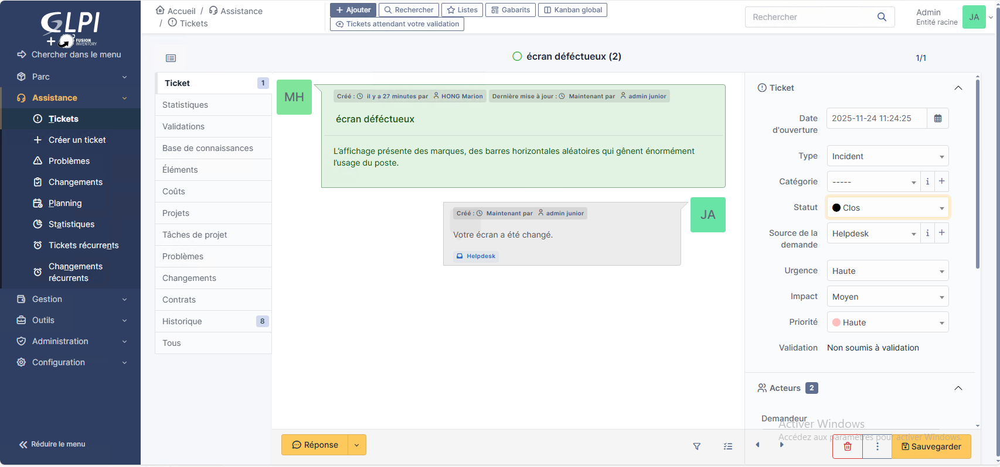 GLPI
FUSION
INVENTORY
Chercher dans le menu
Parc
Assistance
Tickets
Créer un ticket
Problèmes
Changements
Planning
Statistiques
Tickets récurrents
Changements
récurrents
Gestion
Outils
Administration
Configuration
Réduire le menu
Accueil / Assistance
/ Tickets
+ Ajouter
Rechercher
Listes
Gabarits
Kanban global
Tickets attendant votre validation
Rechercher
Admin
Entité racine
JA
écran déféctueux (2)
1/1
Ticket 1
Statistiques
Validations
Base de connaissances
Éléments
Coûts
Projets
Tâches de projet
Problèmes
Changements
Contrats
Historique 8
Tous
MH
Créé : il y a 27 minutes par HONG Marion
Dernière mise à jour : Maintenant par admin junior
écran déféctueux
L’affichage présente des marques, des barres horizontales aléatoires qui gênent énormément
l’usage du poste.
JA
Créé : Maintenant par admin junior
Votre écran a été changé.
Helpdesk
Réponse
Ticket
Date
d'ouverture
2025-11-24 11:24:25
Type Incident
Catégorie -----
Statut Clos
Source de la
demande
Helpdesk
Urgence Haute
Impact Moyen
Priorité Haute
Validation Non soumis à validation
Acteurs 2
Demandeur
Activer Windows
Accédez aux paramètres pour activer Windows.
Sauvegarder